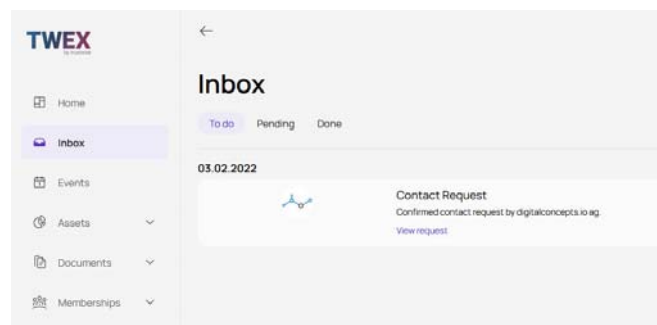 TWEX
Home
Inbox
Events
Assets
Documents
Memberships
←
Inbox
To do Pending Done
03.02.2022
Contact Request
Confirmed contact request by digitalconcepts.io ag.
View request